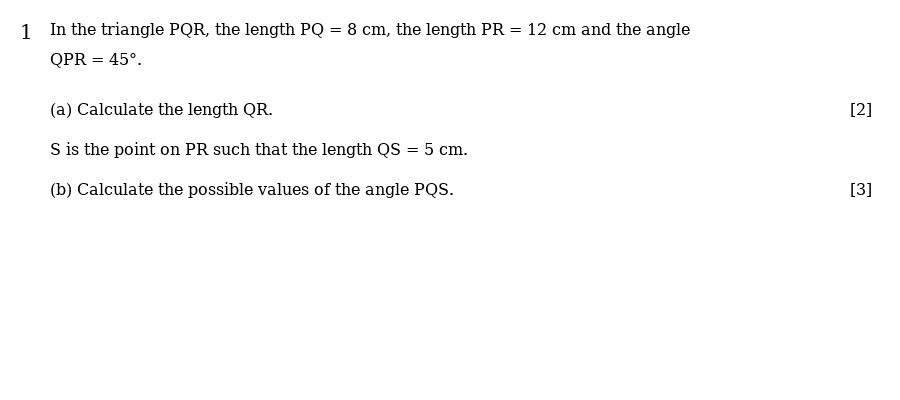 1 In the triangle PQR, the length PQ = 8 cm, the length PR = 12 cm and the angle
QPR = 45°.
(a) Calculate the length QR. [2]
S is the point on PR such that the length QS = 5 cm.
(b) Calculate the possible values of the angle PQS. [3]